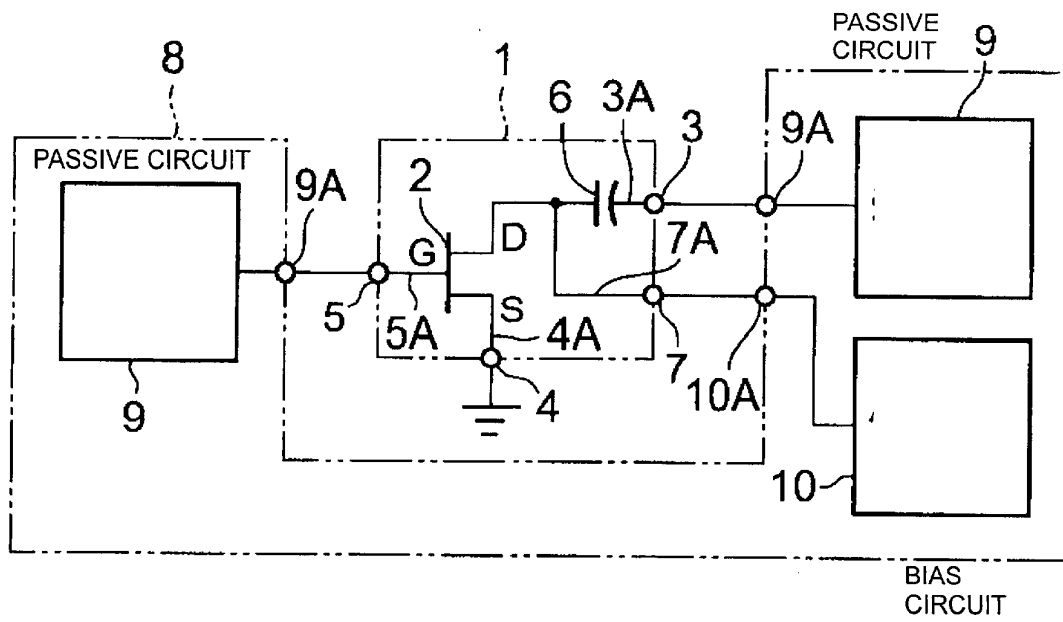 PASSIVE
CIRCUIT
9
8
1
6
3A
3
9A
PASSIVE CIRCUIT
9A
2
G
D
7A
5
5A
S
4A
7
10A
4
9
10
BIAS
CIRCUIT